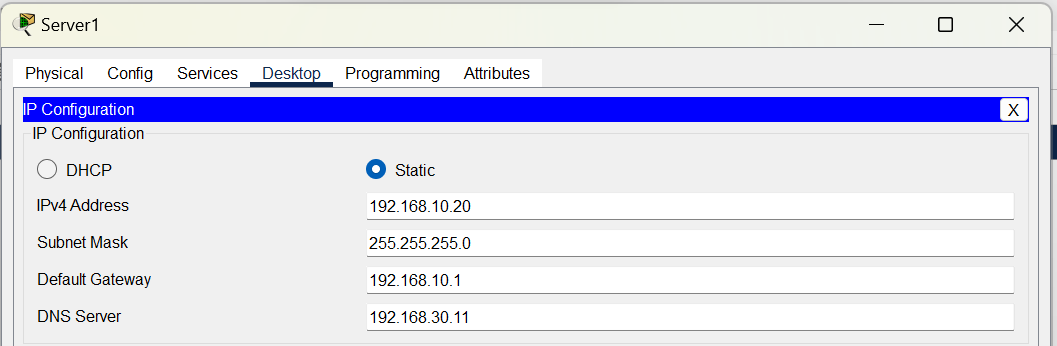 Server1
Physical Config Services Desktop Programming Attributes
IP Configuration X
IP Configuration
DHCP Static
IPv4 Address 192.168.10.20
Subnet Mask 255.255.255.0
Default Gateway 192.168.10.1
DNS Server 192.168.30.11